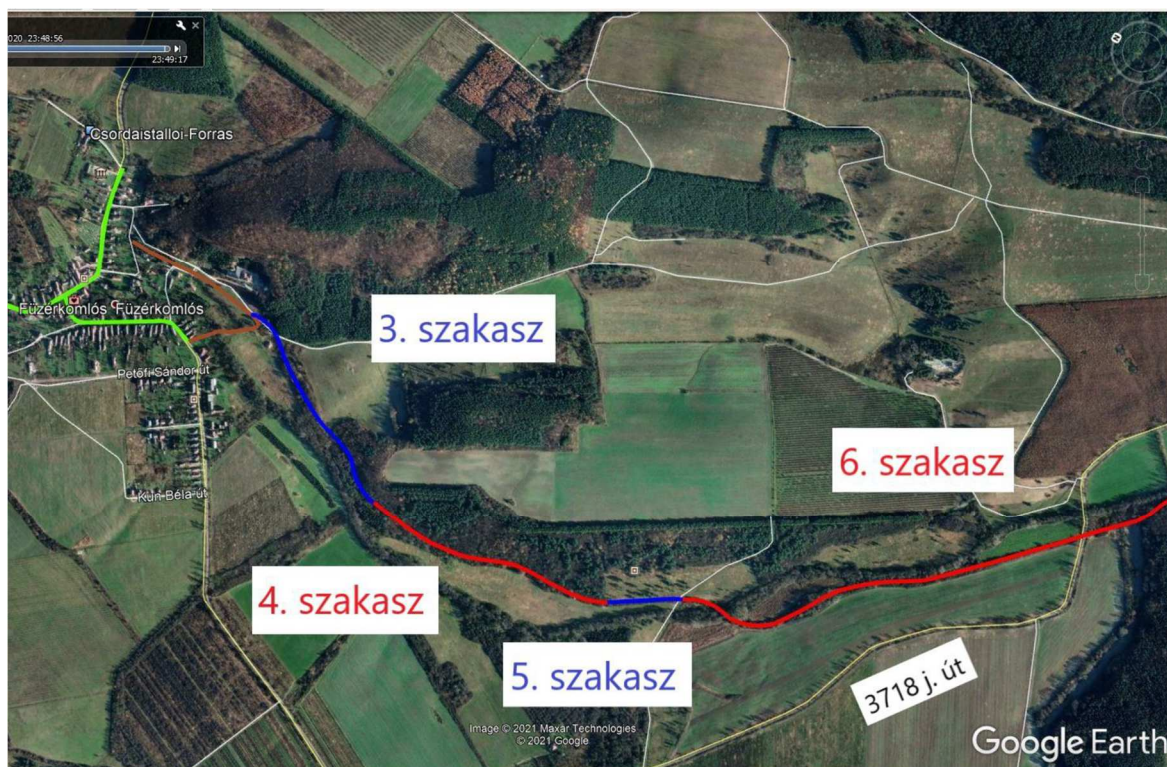 020 23:48:56
23:49:17
Csordaistalloi-Forras
Füzérkomlós Füzérkomlós
3. szakasz
Petőfi Sándor út
6. szakasz
Kun Béla út
4. szakasz
5. szakasz
3718 j. út
Image © 2021 Maxar Technologies
© 2021 Google
Google Earth